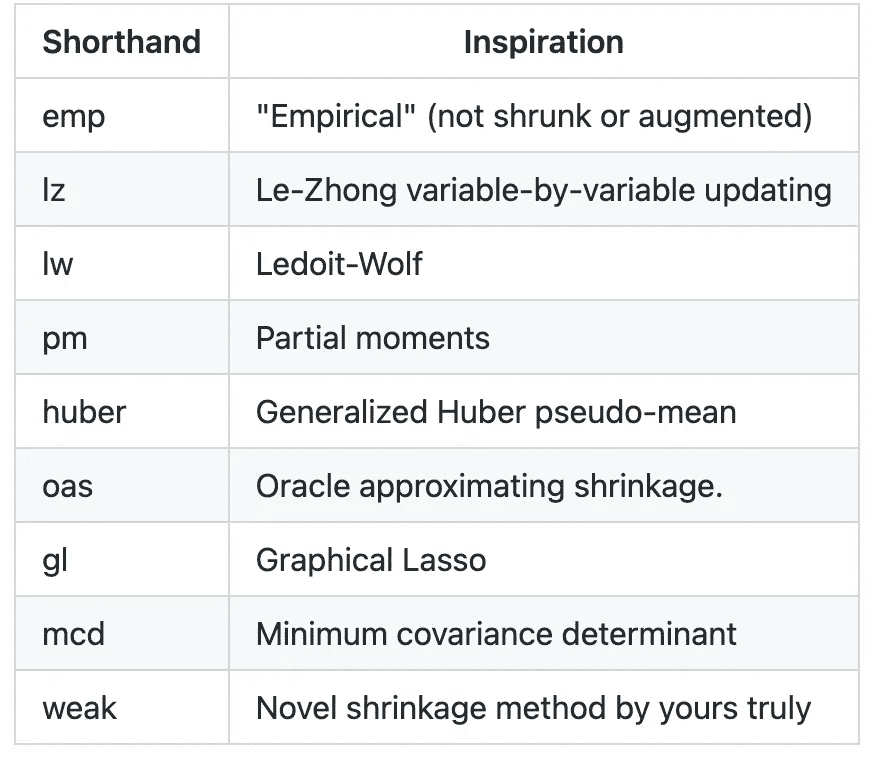 Shorthand Inspiration
emp "Empirical" (not shrunk or augmented)
lz Le-Zhong variable-by-variable updating
lw Ledoit-Wolf
pm Partial moments
huber Generalized Huber pseudo-mean
oas Oracle approximating shrinkage.
gl Graphical Lasso
mcd Minimum covariance determinant
weak Novel shrinkage method by yours truly